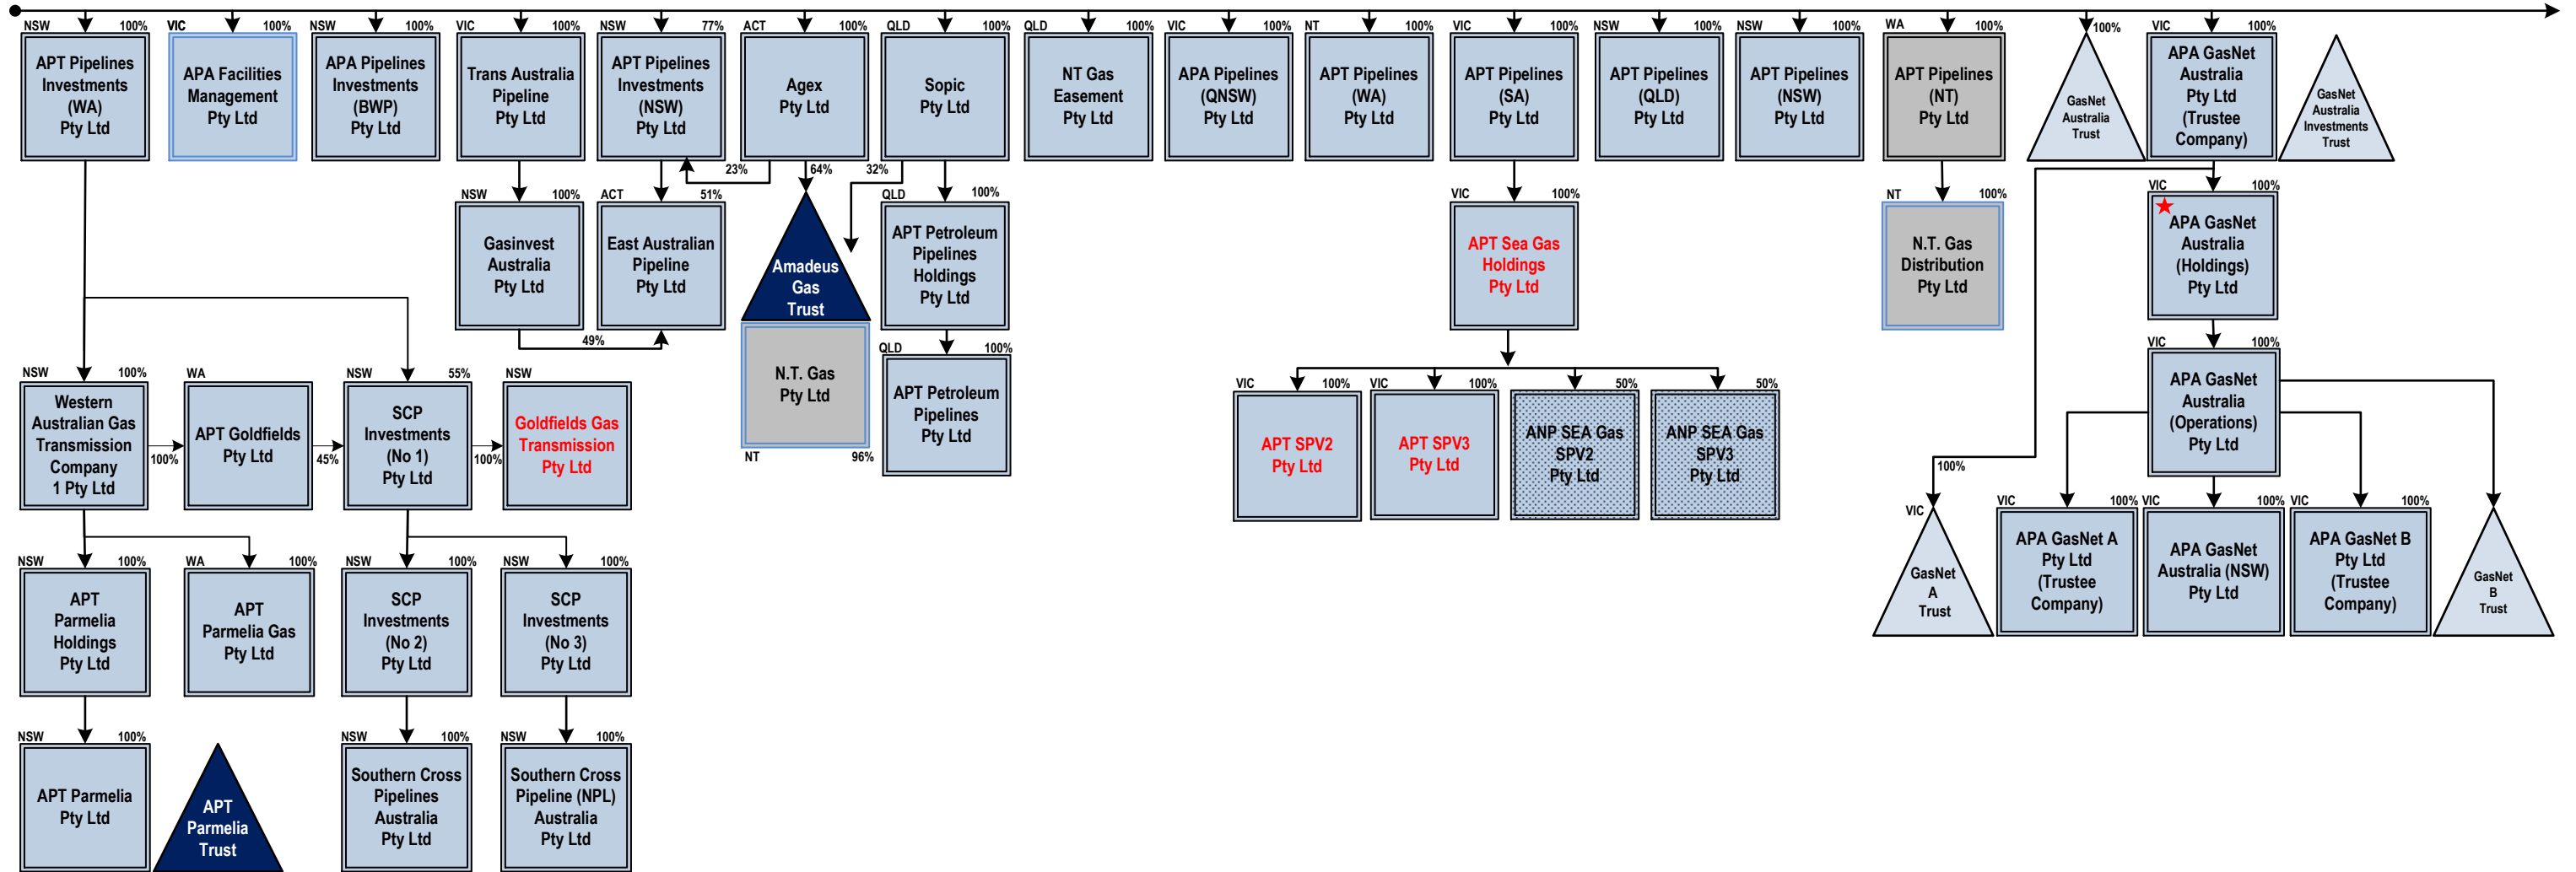 NSW 100%
APT Pipelines
Investments
(WA)
Pty Ltd
VIC 100%
APA Facilities
Management
Pty Ltd
NSW 100%
APA Pipelines
Investments
(BWP)
Pty Ltd
VIC 100%
Trans Australia
Pipeline
Pty Ltd
NSW 77%
APT Pipelines
Investments
(NSW)
Pty Ltd
ACT 100%
Agex
Pty Ltd
QLD 100%
Sopic
Pty Ltd
QLD 100%
NT Gas
Easement
Pty Ltd
VIC 100%
APA Pipelines
(QNSW)
Pty Ltd
NT 100%
APT Pipelines
(WA)
Pty Ltd
VIC 100%
APT Pipelines
(SA)
Pty Ltd
NSW 100%
APT Pipelines
(QLD)
Pty Ltd
NSW 100%
APT Pipelines
(NSW)
Pty Ltd
WA 100%
APT Pipelines
(NT)
Pty Ltd
100%
GasNet
Australia
Trust
VIC 100%
APA GasNet
Australia
Pty Ltd
(Trustee
Company)
GasNet
Australia
Investments
Trust
23%
64%
32%
NSW 100%
Gasinvest
Australia
Pty Ltd
ACT 51%
East Australian
Pipeline
Pty Ltd
49%
Amadeus
Gas
Trust
N.T. Gas
Pty Ltd
NT 96%
QLD 100%
APT Petroleum
Pipelines
Holdings
Pty Ltd
QLD 100%
APT Petroleum
Pipelines
Pty Ltd
VIC 100%
APT Sea Gas
Holdings
Pty Ltd
VIC 100%
APT SPV2
Pty Ltd
VIC 100%
APT SPV3
Pty Ltd
50%
ANP SEA Gas
SPV2
Pty Ltd
50%
ANP SEA Gas
SPV3
Pty Ltd
NT 100%
N.T. Gas
Distribution
Pty Ltd
VIC 100%
APA GasNet
Australia
(Holdings)
Pty Ltd
VIC 100%
APA GasNet
Australia
(Operations)
Pty Ltd
100%
VIC
GasNet
A
Trust
VIC 100%
APA GasNet A
Pty Ltd
(Trustee
Company)
VIC 100%
APA GasNet
Australia (NSW)
Pty Ltd
VIC 100%
APA GasNet B
Pty Ltd
(Trustee
Company)
GasNet
B
Trust
NSW 100%
Western
Australian Gas
Transmission
Company
1 Pty Ltd
100%
WA
APT Goldfields
Pty Ltd
45%
NSW 55%
SCP
Investments
(No 1)
Pty Ltd
100%
NSW
Goldfields Gas
Transmission
Pty Ltd
NSW 100%
APT
Parmelia
Holdings
Pty Ltd
WA 100%
APT
Parmelia Gas
Pty Ltd
NSW 100%
SCP
Investments
(No 2)
Pty Ltd
NSW 100%
SCP
Investments
(No 3)
Pty Ltd
NSW 100%
APT Parmelia
Pty Ltd
APT
Parmelia
Trust
NSW 100%
Southern Cross
Pipelines
Australia
Pty Ltd
NSW 100%
Southern Cross
Pipeline (NPL)
Australia
Pty Ltd